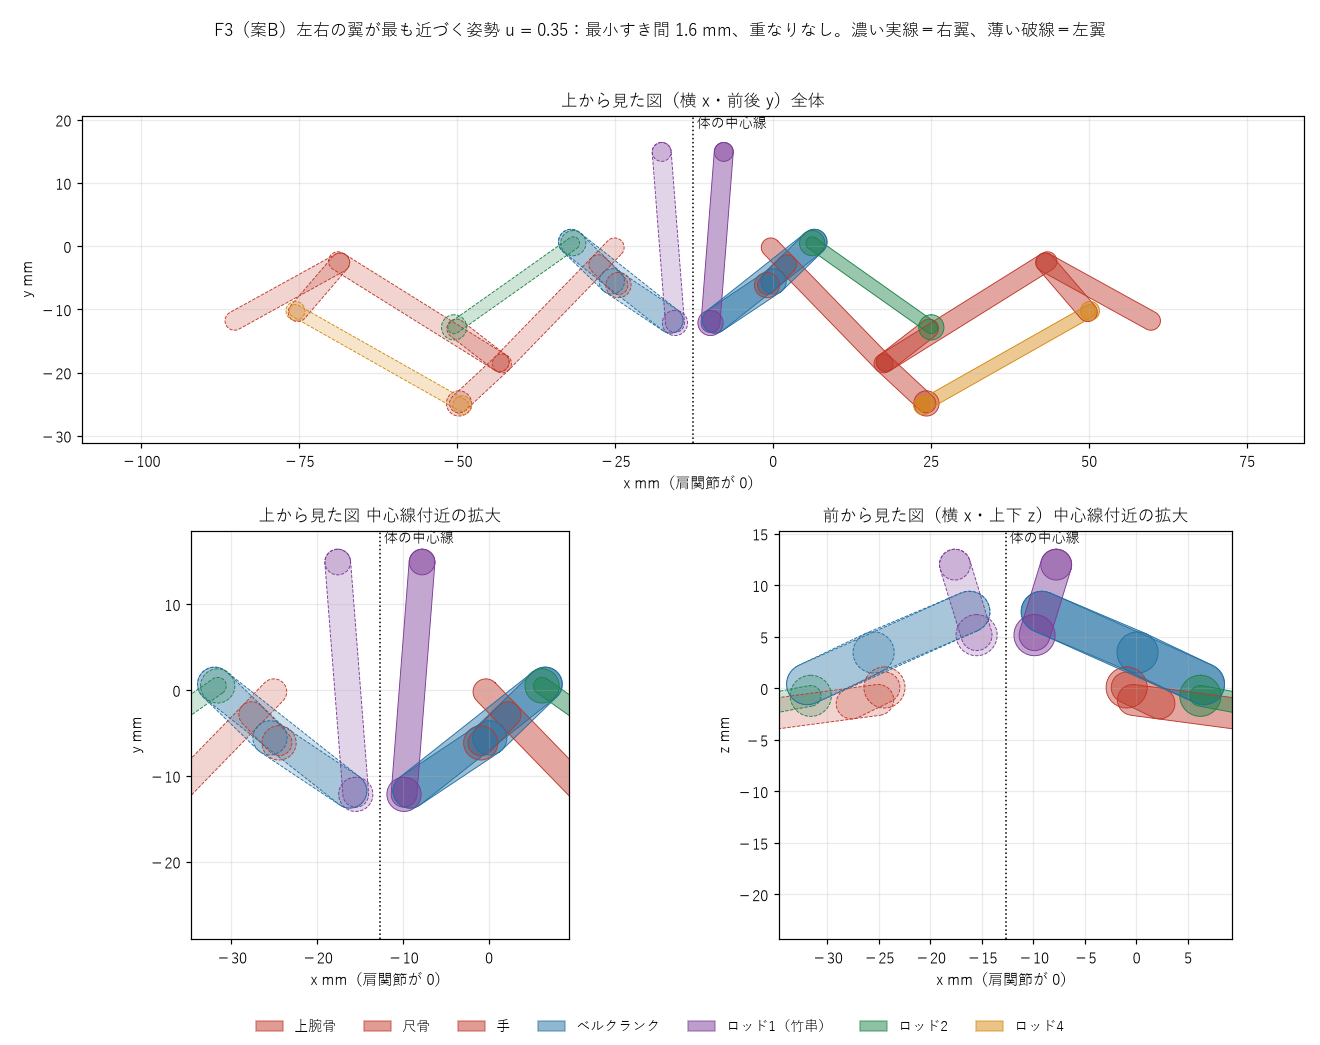 F3（案B）左右の翼が最も近づく姿勢 u = 0.35：最小すき間 1.6 mm、重なりなし。濃い実線＝右翼、薄い破線＝左翼
上から見た図（横 x・前後 y）全体
体の中心線
y mm
20
10
0
−10
−20
−30
−100
−75
−50
−25
0
25
50
75
x mm（肩関節が 0）
上から見た図 中心線付近の拡大
体の中心線
y mm
10
0
−10
−20
−30
−20
−10
0
x mm（肩関節が 0）
前から見た図（横 x・上下 z）中心線付近の拡大
体の中心線
z mm
15
10
5
0
−5
−10
−15
−20
−30
−25
−20
−15
−10
−5
0
5
x mm（肩関節が 0）
上腕骨
尺骨
手
ベルクランク
ロッド1（竹串）
ロッド2
ロッド4